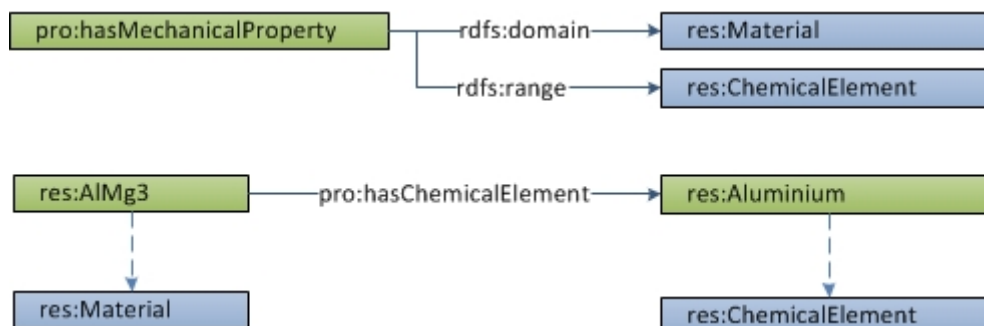 pro:hasMechanicalProperty rdfs:domain res:Material
rdfs:range res:ChemicalElement
res:AlMg3 pro:hasChemicalElement res:Aluminium
res:Material res:ChemicalElement